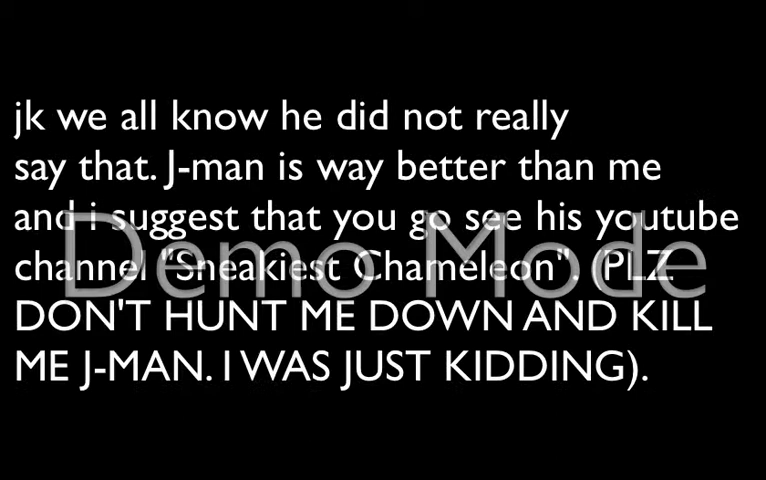 jk we all know he did not really
say that. J-man is way better than me
and i suggest that you go see his youtube
channel "Sneakiest Chameleon". (PLZ
DON'T HUNT ME DOWN AND KILL
ME J-MAN. I WAS JUST KIDDING).
Demo Mode